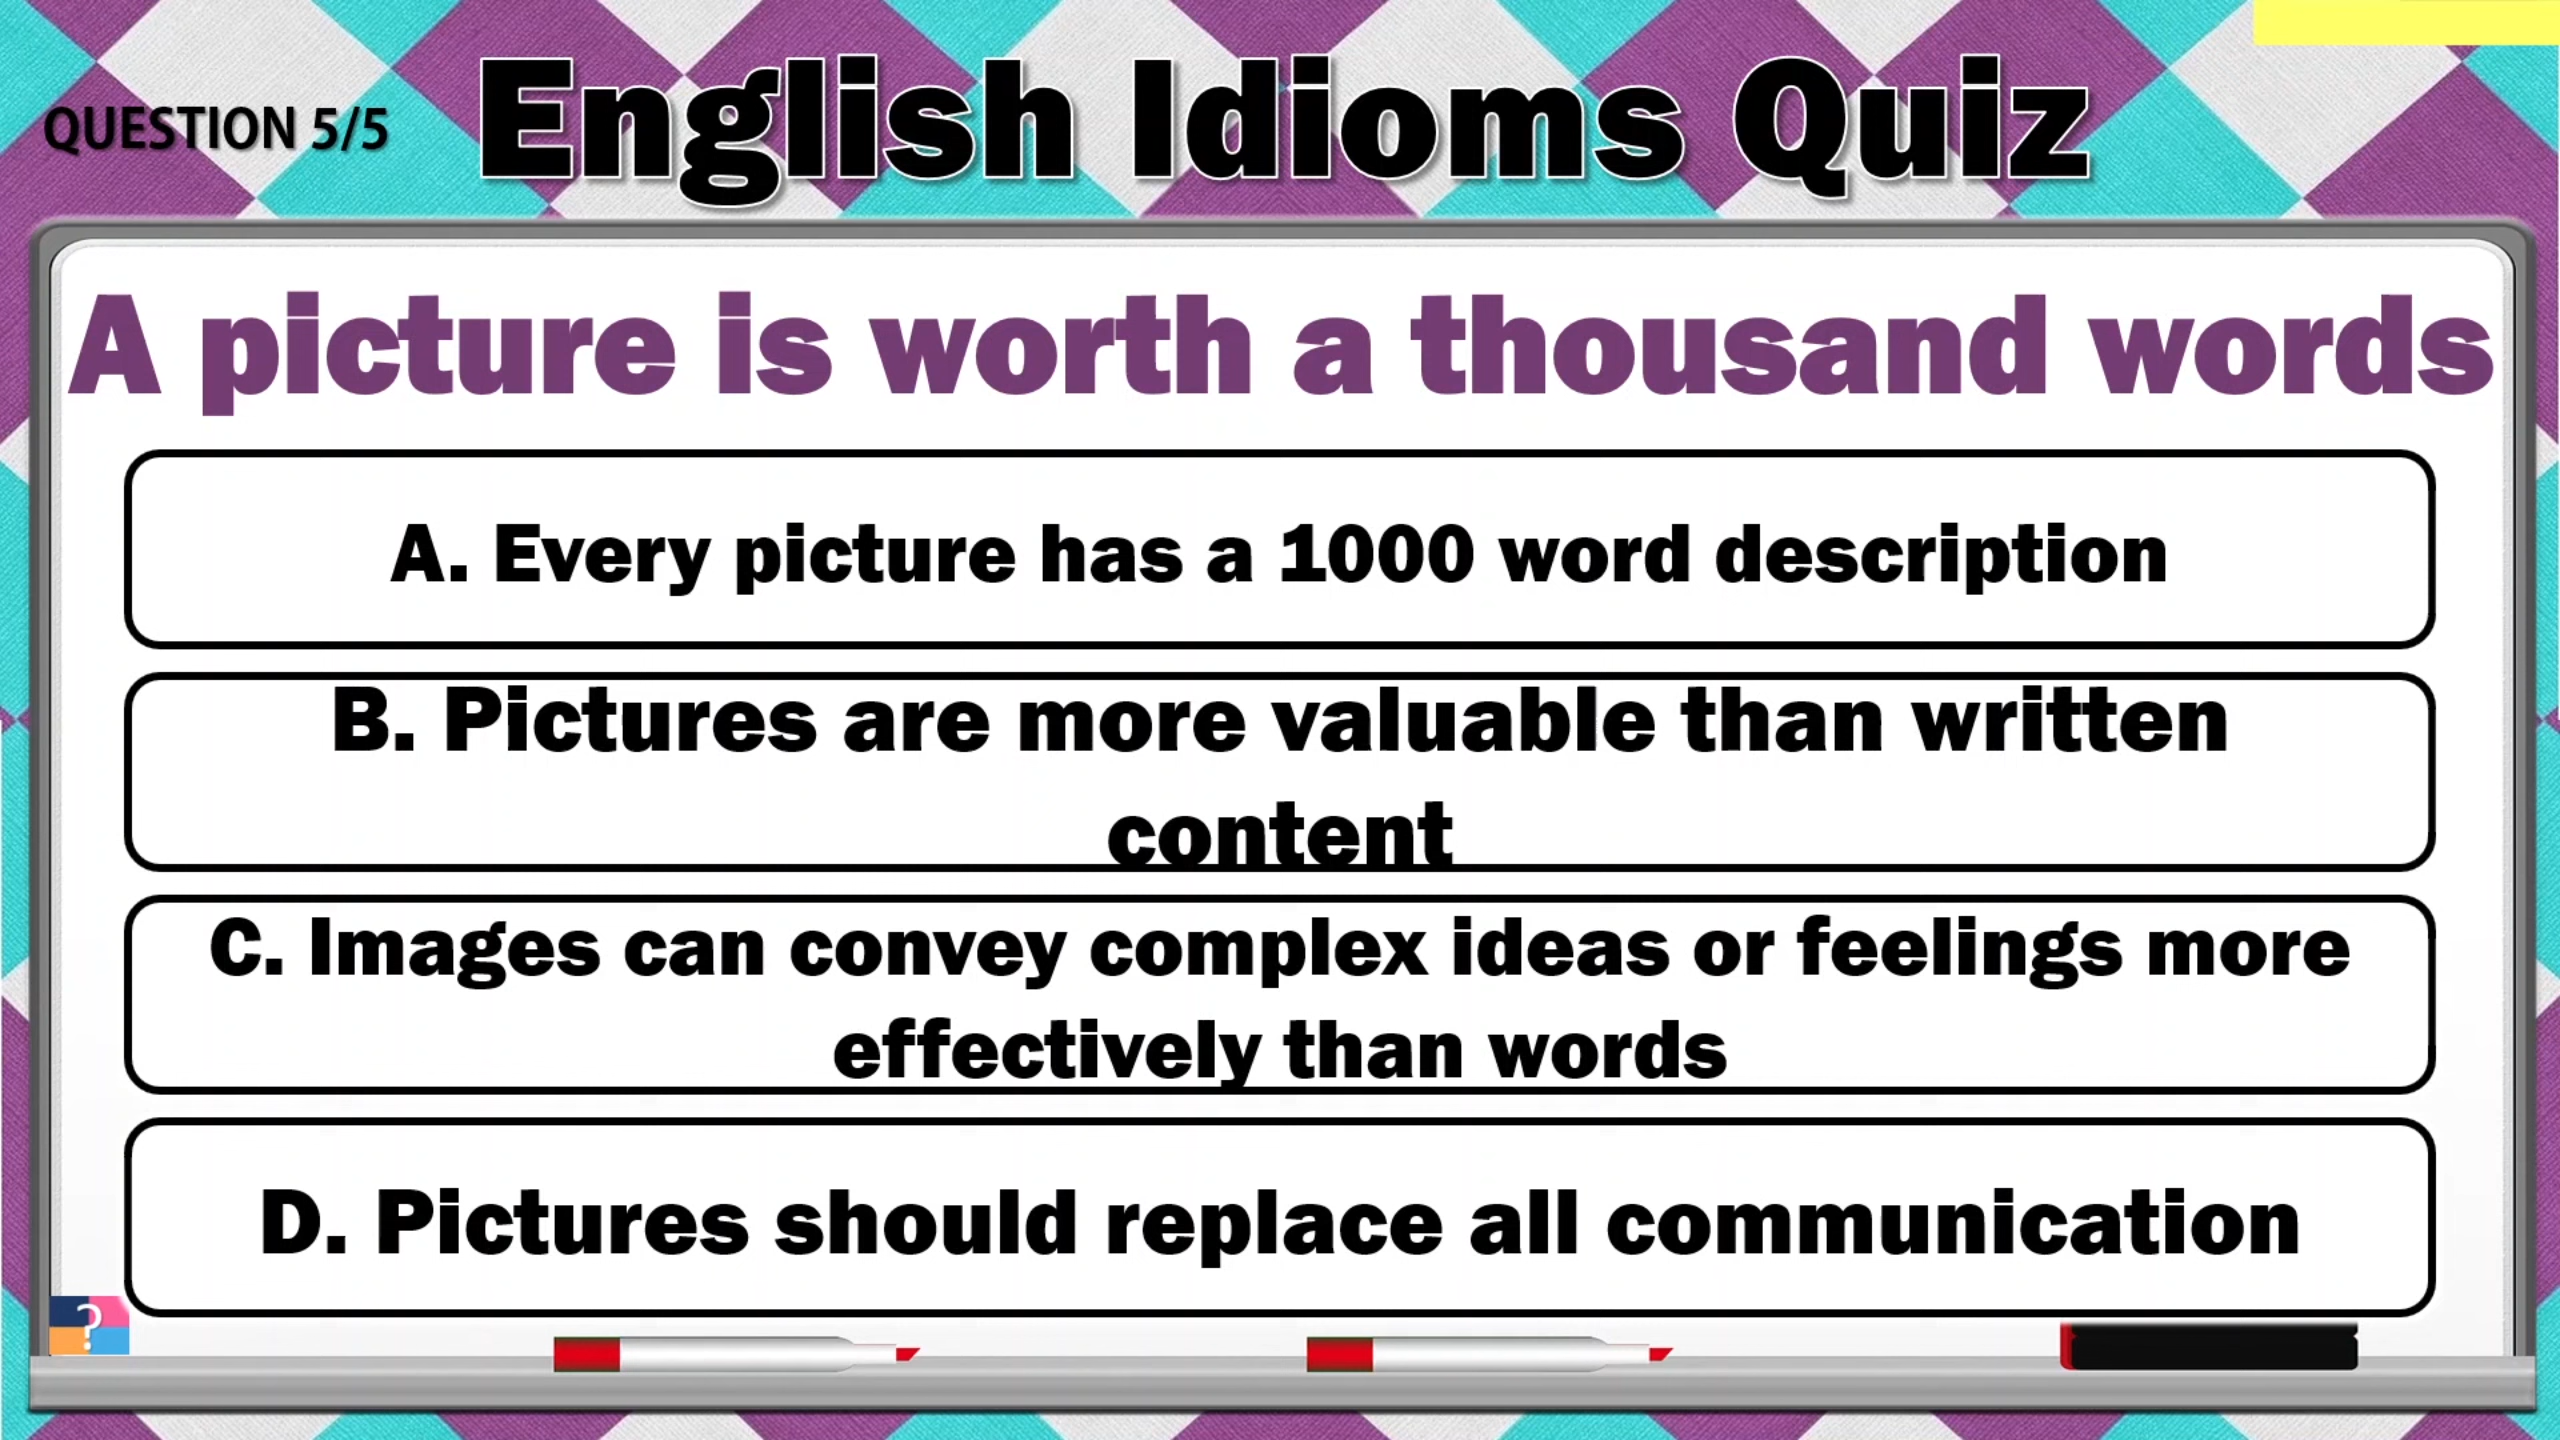 QUESTION 5/5
English Idioms Quiz
A picture is worth a thousand words
A. Every picture has a 1000 word description
B. Pictures are more valuable than written
content
C. Images can convey complex ideas or feelings more
effectively than words
D. Pictures should replace all communication
?